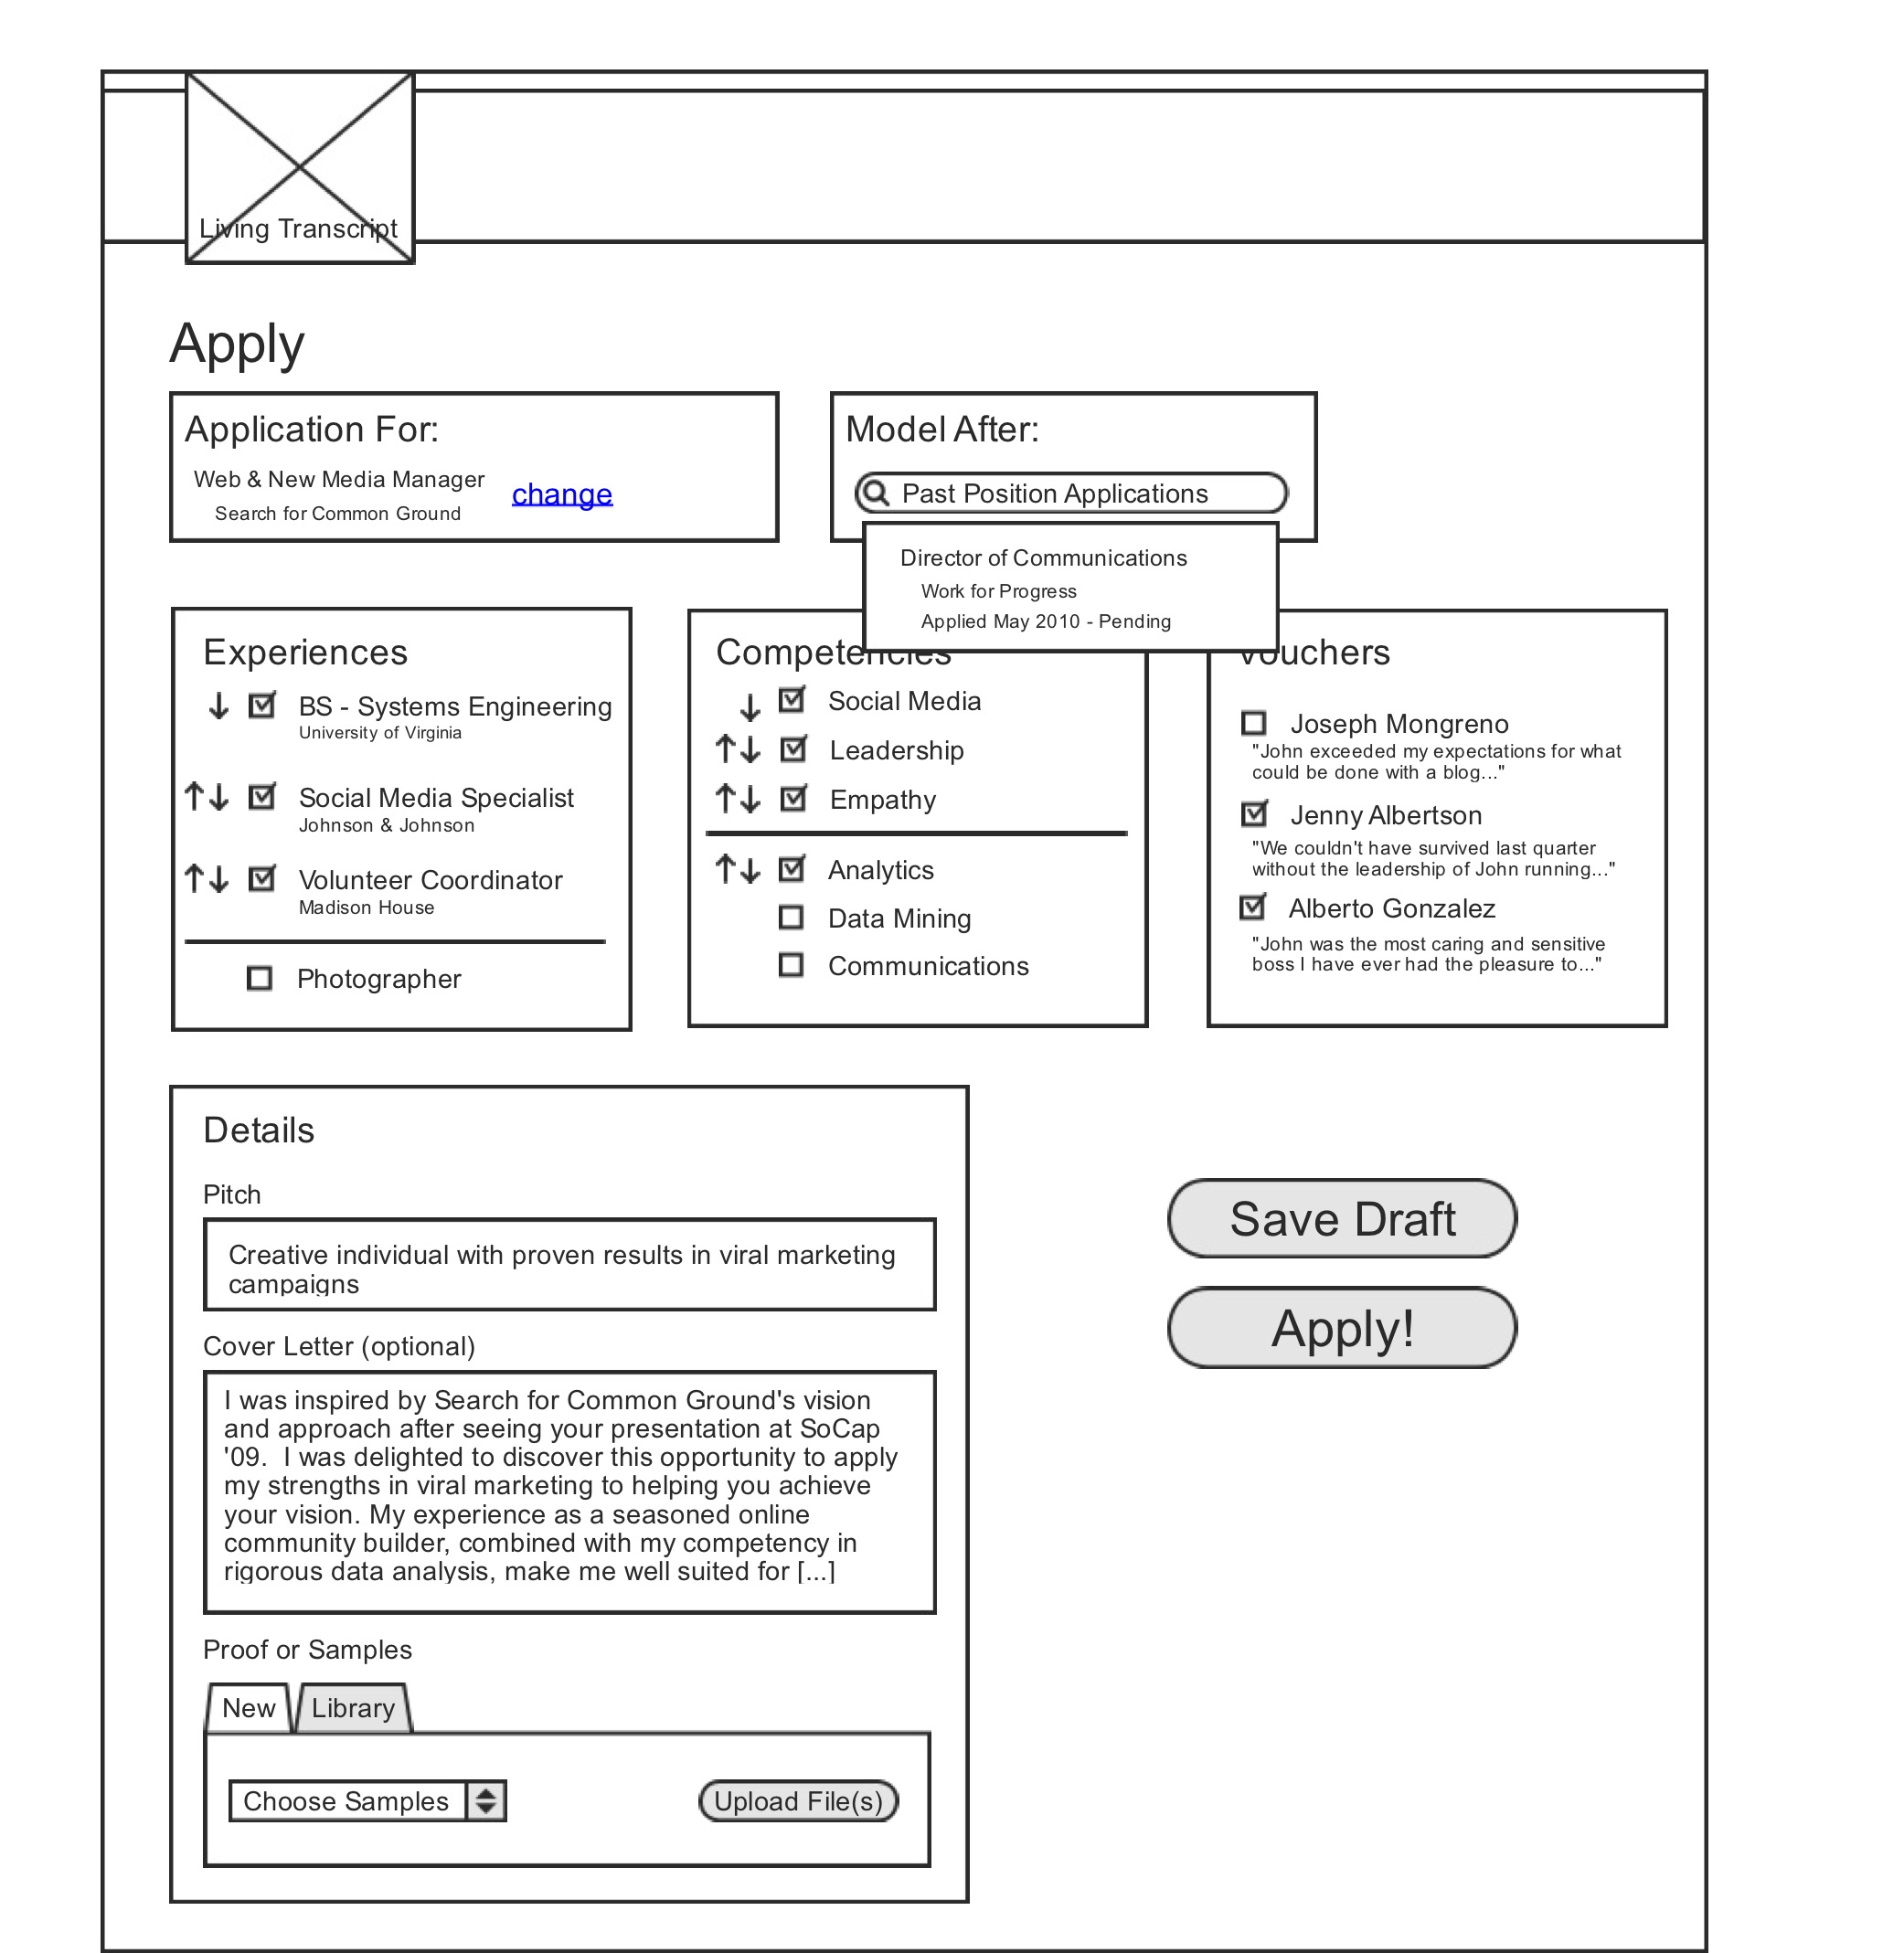 Living Transcript
Apply
Application For:
Web & New Media Manager
Search for Common Ground
change
Model After:
Past Position Applications
Director of Communications
Work for Progress
Applied May 2010 - Pending
Experiences
BS - Systems Engineering
University of Virginia
Social Media Specialist
Johnson & Johnson
Volunteer Coordinator
Madison House
Photographer
Competencies
Social Media
Leadership
Empathy
Analytics
Data Mining
Communications
Vouchers
Joseph Mongreno
"John exceeded my expectations for what
could be done with a blog..."
Jenny Albertson
"We couldn't have survived last quarter
without the leadership of John running..."
Alberto Gonzalez
"John was the most caring and sensitive
boss I have ever had the pleasure to..."
Details
Pitch
Creative individual with proven results in viral marketing
campaigns
Cover Letter (optional)
I was inspired by Search for Common Ground's vision
and approach after seeing your presentation at SoCap
'09.  I was delighted to discover this opportunity to apply
my strengths in viral marketing to helping you achieve
your vision. My experience as a seasoned online
community builder, combined with my competency in
rigorous data analysis, make me well suited for [...]
Proof or Samples
New
Library
Choose Samples
Upload File(s)
Save Draft
Apply!